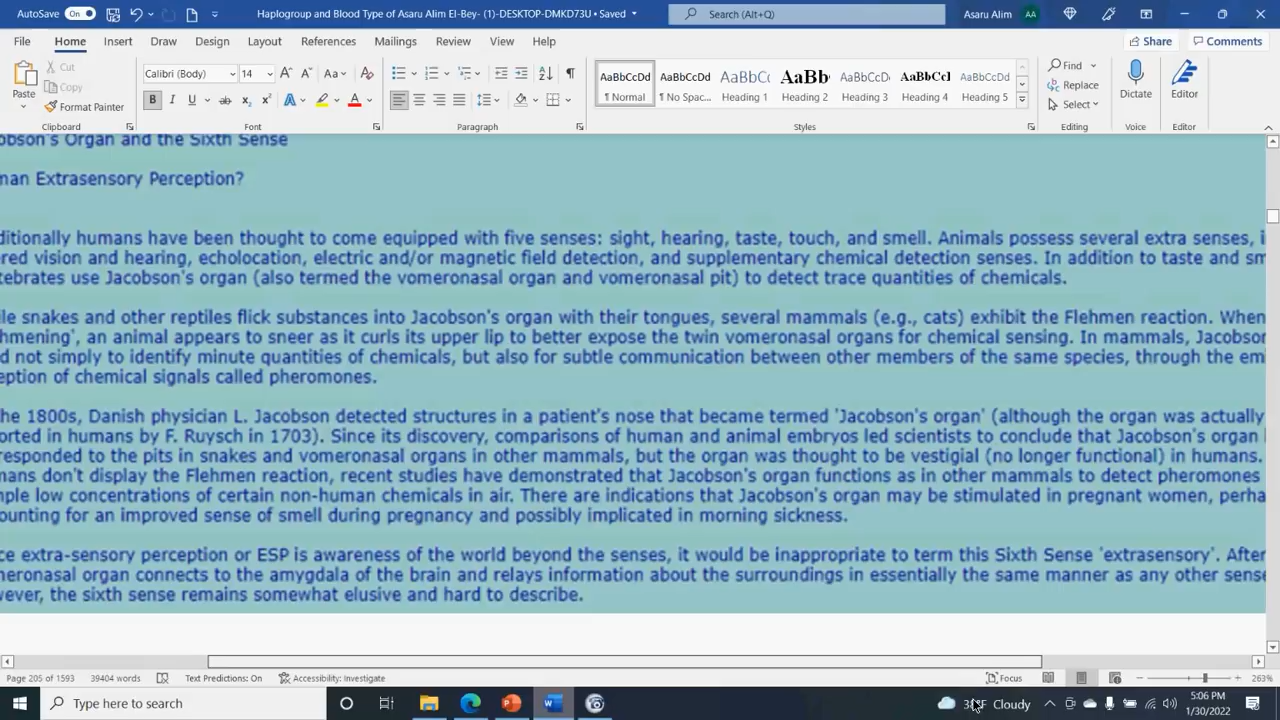 AutoSave On Haplogroup and Blood Type of Asaru Alim El-Bey- (1)-DESKTOP-DMKD73U • Saved Search (Alt+Q) Asaru Alim AA
File Home Insert Draw Design Layout References Mailings Review View Help Share Comments
Paste Cut Copy Format Painter
Calibri (Body) 14
AaBbCcDd AaBbCcDd AaBbC AaBb AaBbCcDd AaBbCcI AaBbCcDd
¶ Normal ¶ No Spac... Heading 1 Heading 2 Heading 3 Heading 4 Heading 5
Find Replace Select Dictate Editor
Clipboard Font Paragraph Styles Editing Voice Editor
obson's Organ and the Sixth Sense
man Extrasensory Perception?
ditionally humans have been thought to come equipped with five senses: sight, hearing, taste, touch, and smell. Animals possess several extra senses, i
ered vision and hearing, echolocation, electric and/or magnetic field detection, and supplementary chemical detection senses. In addition to taste and sm
tebrates use Jacobson's organ (also termed the vomeronasal organ and vomeronasal pit) to detect trace quantities of chemicals.
ile snakes and other reptiles flick substances into Jacobson's organ with their tongues, several mammals (e.g., cats) exhibit the Flehmen reaction. When
hmening', an animal appears to sneer as it curls its upper lip to better expose the twin vomeronasal organs for chemical sensing. In mammals, Jacobson
d not simply to identify minute quantities of chemicals, but also for subtle communication between other members of the same species, through the em
eption of chemical signals called pheromones.
he 1800s, Danish physician L. Jacobson detected structures in a patient's nose that became termed 'Jacobson's organ' (although the organ was actually
orted in humans by F. Ruysch in 1703). Since its discovery, comparisons of human and animal embryos led scientists to conclude that Jacobson's organ
responded to the pits in snakes and vomeronasal organs in other mammals, but the organ was thought to be vestigial (no longer functional) in humans.
mans don't display the Flehmen reaction, recent studies have demonstrated that Jacobson's organ functions as in other mammals to detect pheromones
mple low concentrations of certain non-human chemicals in air. There are indications that Jacobson's organ may be stimulated in pregnant women, perha
ounting for an improved sense of smell during pregnancy and possibly implicated in morning sickness.
ce extra-sensory perception or ESP is awareness of the world beyond the senses, it would be inappropriate to term this Sixth Sense 'extrasensory'. After
meronasal organ connects to the amygdala of the brain and relays information about the surroundings in essentially the same manner as any other sense
wever, the sixth sense remains somewhat elusive and hard to describe.
Page 205 of 1593 39404 words Text Predictions: On Accessibility: Investigate Focus 263%
Type here to search Cloudy 5:06 PM
1/30/2022